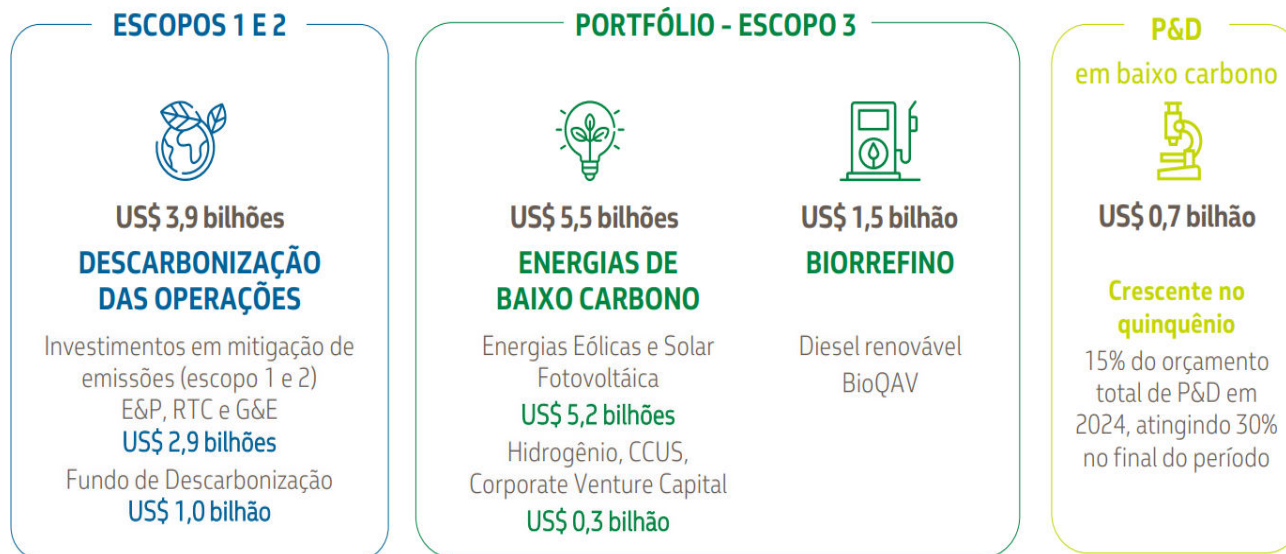 ESCOPOS 1 E 2
US$ 3,9 bilhões
DESCARBONIZAÇÃO
DAS OPERAÇÕES
Investimentos em mitigação de
emissões (escopo 1 e 2)
E&P, RTC e G&E
US$ 2,9 bilhões
Fundo de Descarbonização
US$ 1,0 bilhão
PORTFÓLIO - ESCOPO 3
US$ 5,5 bilhões
ENERGIAS DE
BAIXO CARBONO
Energias Eólicas e Solar
Fotovoltáica
US$ 5,2 bilhões
Hidrogênio, CCUS,
Corporate Venture Capital
US$ 0,3 bilhão
US$ 1,5 bilhão
BIORREFINO
Diesel renovável
BioQAV
P&D
em baixo carbono
US$ 0,7 bilhão
Crescente no
quinquênio
15% do orçamento
total de P&D em
2024, atingindo 30%
no final do período